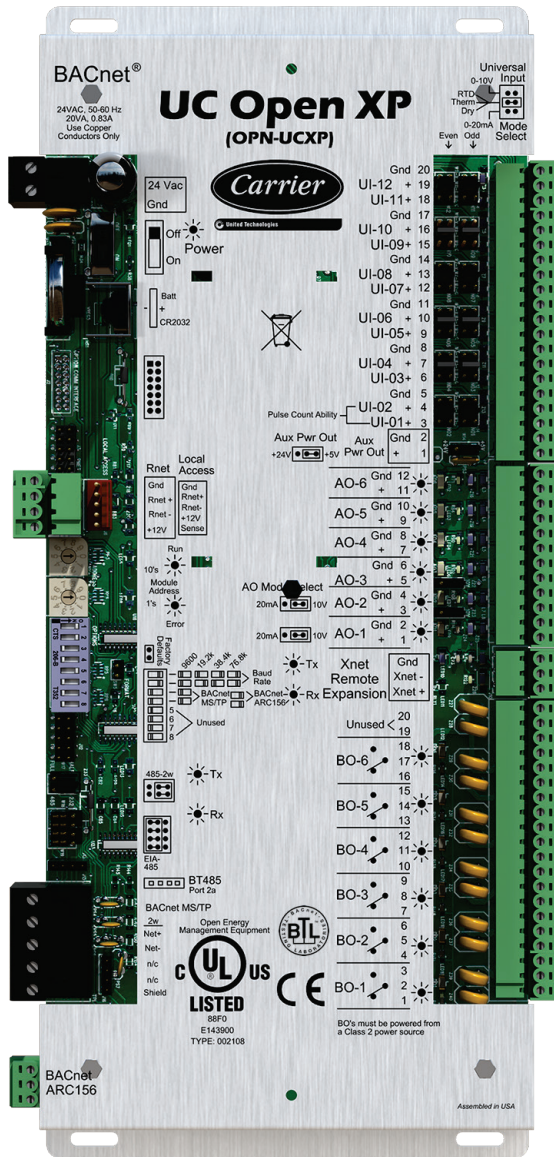 BACnet®
24VAC, 50-60 Hz
20VA, 0.83A
Use Copper
Conductors Only
UC Open XP
(OPN-UCXP)
Universal
Input
0-10V
RTD
Therm
Dry
0-20mA
Mode
Select
Even Odd
Carrier
United Technologies
24 Vac
Gnd
Off
On
Power
Batt
- +
CR2032
Gnd 20
UI-12 + 19
UI-11 + 18
Gnd 17
UI-10 + 16
UI-09 + 15
Gnd 14
UI-08 + 13
UI-07 + 12
Gnd 11
UI-06 + 10
UI-05 + 9
Gnd 8
UI-04 + 7
UI-03 + 6
Gnd 5
UI-02 + 4
UI-01 + 3
Pulse Count Ability
Aux Pwr Out
+24V +5V
Aux
Pwr Out
Gnd 2
+ 1
OPTION COMM INTERFACE
LOCAL ACCESS
Rnet
Gnd
Rnet +
Rnet -
+12V
Local
Access
Gnd
Rnet+
Rnet-
+12V
Sense
Run
10's
Module
Address
1's
Error
AO-6 Gnd 12
+ 11
AO-5 Gnd 10
+ 9
AO-4 Gnd 8
+ 7
AO-3 Gnd 6
+ 5
AO-2 Gnd 4
+ 3
AO-1 Gnd 2
+ 1
AO Mode Select
20mA 10V
20mA 10V
Factory
Defaults
9600
19.2k
38.4k
76.8k
Baud
Rate
BACnet
MS/TP
BACnet
ARC156
5
6
7
8
Unused
Tx
Rx
Xnet
Remote
Expansion
Gnd
Xnet -
Xnet +
Unused
20
19
BO-6
18
17
16
BO-5
15
14
13
BO-4
12
11
10
BO-3
9
8
7
BO-2
6
5
4
BO-1
3
2
1
485-2w
Tx
Rx
EIA-
485
BT485
Port 2a
BACnet MS/TP
2w
Net+
Net-
n/c
n/c
Shield
Open Energy
Management Equipment
C UL US
LISTED
88F0
E143900
TYPE: 002108
BTL
BACNET TESTING LABORATORIES
CE
BO's must be powered from
a Class 2 power source
BACnet
ARC156
Assembled in USA